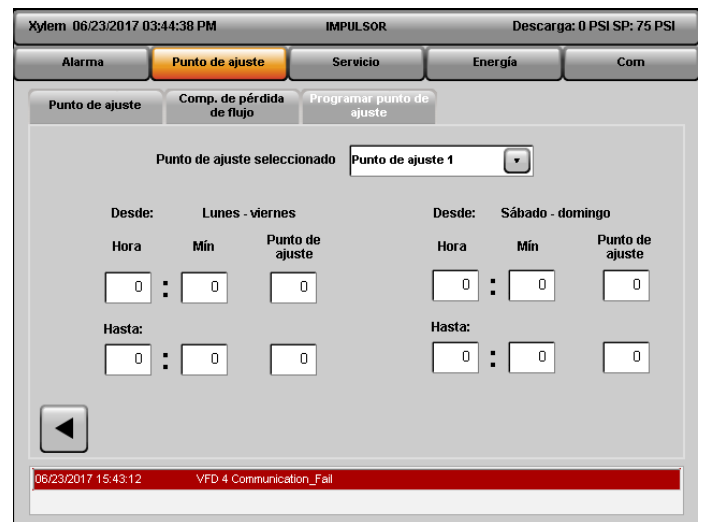 Xylem 06/23/2017 03:44:38 PM IMPULSOR Descarga: 0 PSI SP: 75 PSI
Alarma Punto de ajuste Servicio Energía Com
Punto de ajuste
Comp. de pérdida de flujo
Programar punto de ajuste
Punto de ajuste seleccionado Punto de ajuste 1
Desde: Lunes - viernes
Hora Mín Punto de ajuste
0 : 0 0
Hasta:
0 : 0 0
Desde: Sábado - domingo
Hora Mín Punto de ajuste
0 : 0 0
Hasta:
0 : 0 0
06/23/2017 15:43:12 VFD 4 Communication_Fail